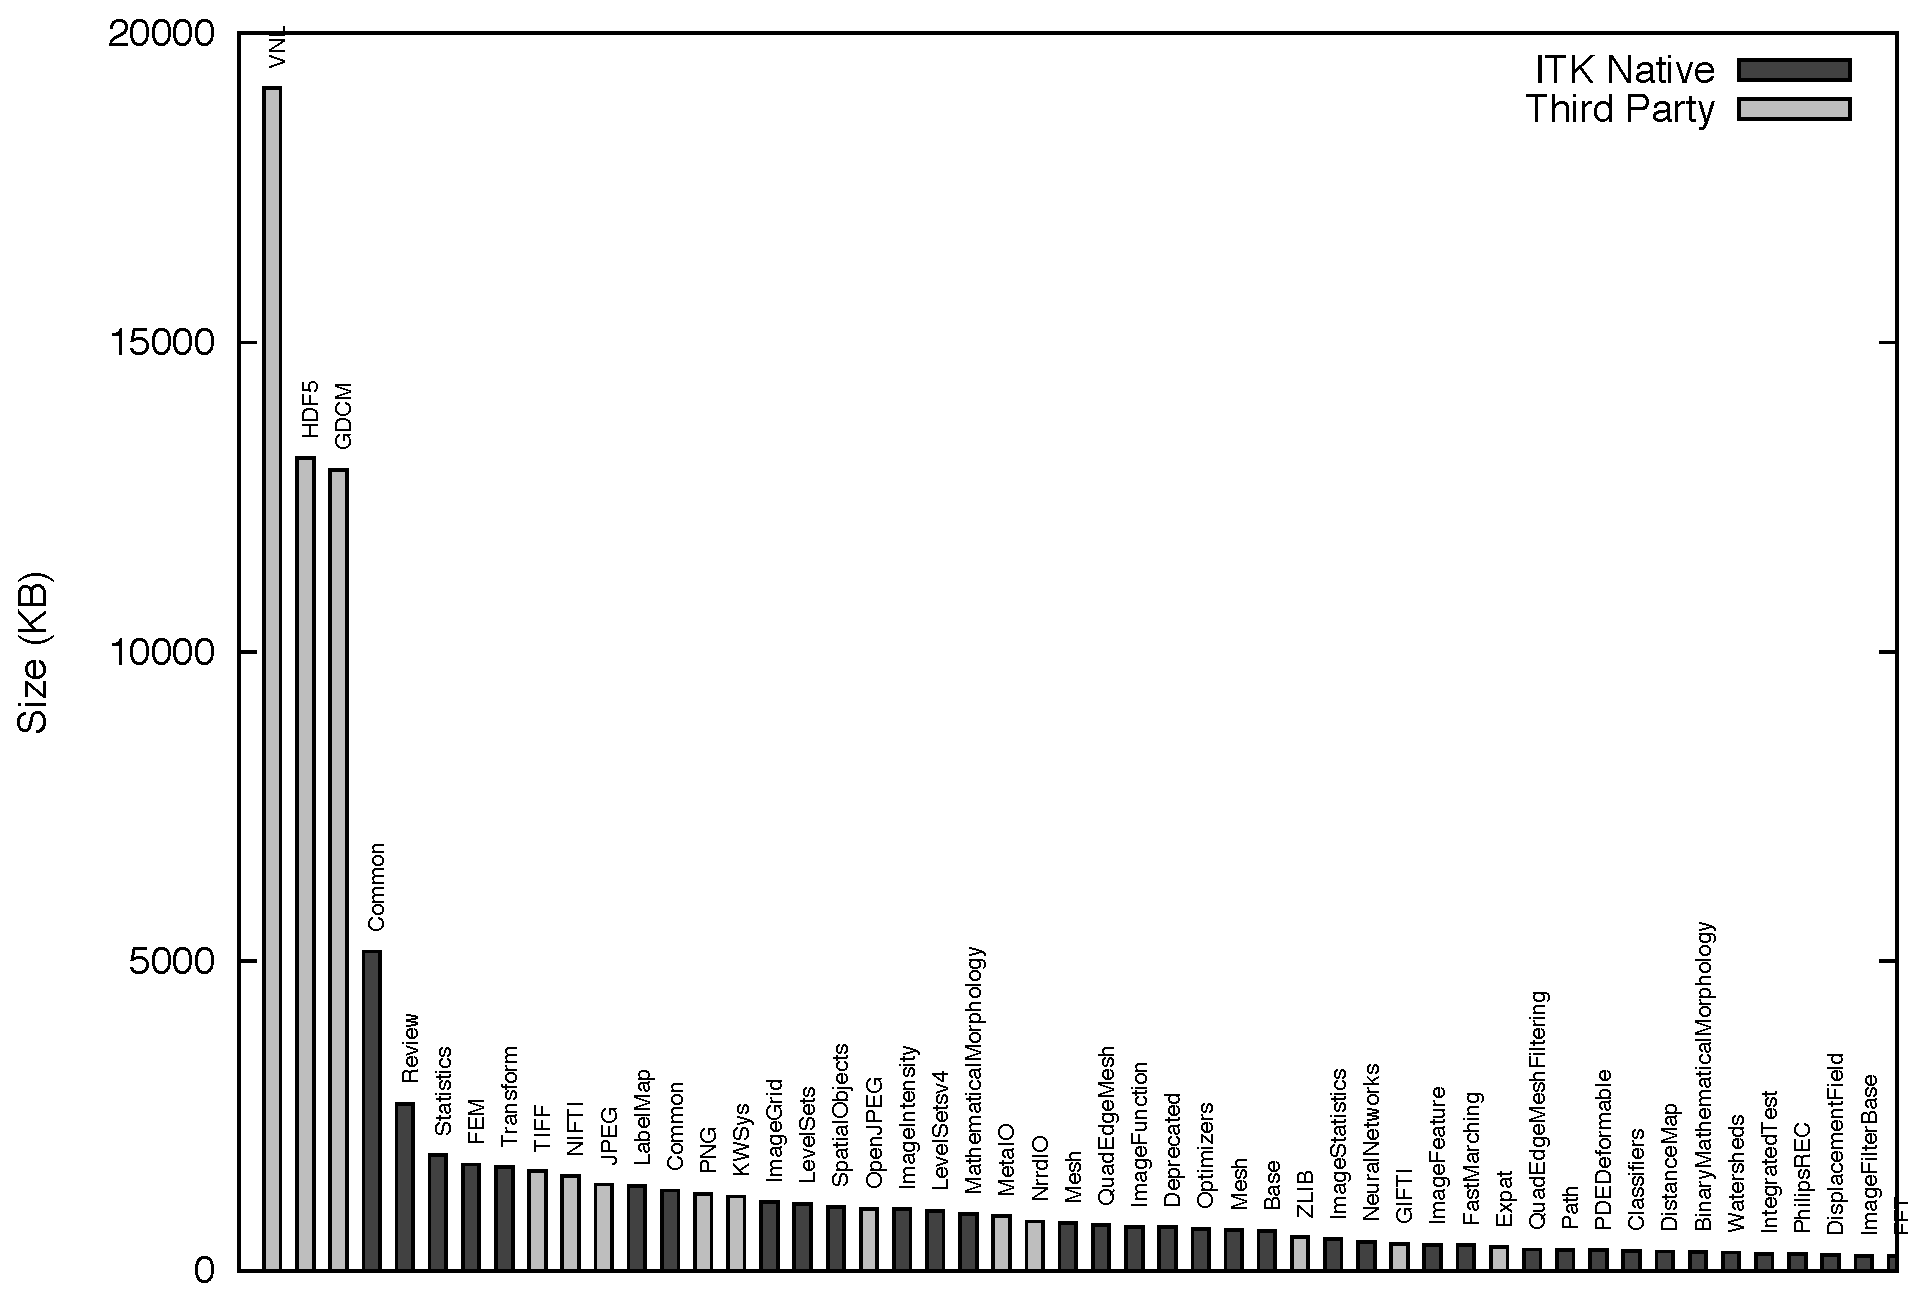 20000
15000
10000
5000
0
Size (KB)
ITK Native
Third Party
VNL
HDF5
GDCM
Common
Review
Statistics
FEM
Transform
TIFF
NIFTI
JPEG
LabelMap
Common
PNG
KWSys
ImageGrid
LevelSets
SpatialObjects
OpenJPEG
ImageIntensity
LevelSetsv4
MathematicalMorphology
MetaIO
NrrdIO
Mesh
QuadEdgeMesh
ImageFunction
Deprecated
Optimizers
Mesh
Base
ZLIB
ImageStatistics
NeuralNetworks
GIFTI
ImageFeature
FastMarching
Expat
QuadEdgeMeshFiltering
Path
PDEDeformable
Classifiers
DistanceMap
BinaryMathematicalMorphology
Watersheds
IntegratedTest
PhilipsREC
DisplacementField
ImageFilterBase
FFT